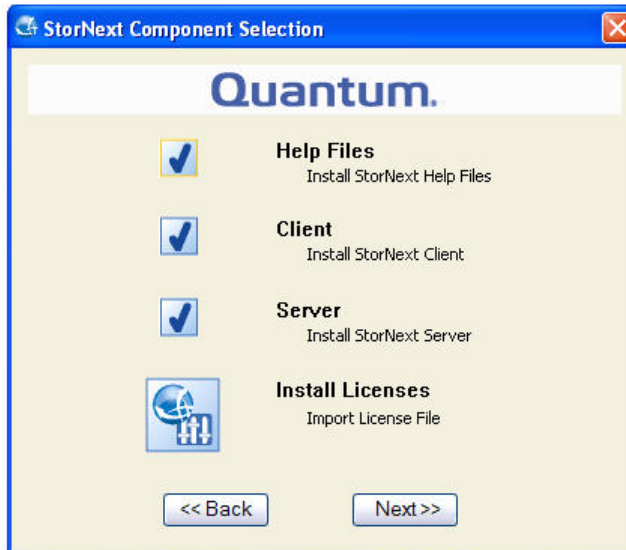 StorNext Component Selection
Quantum.
Help Files
Install StorNext Help Files
Client
Install StorNext Client
Server
Install StorNext Server
Install Licenses
Import License File
<< Back
Next >>